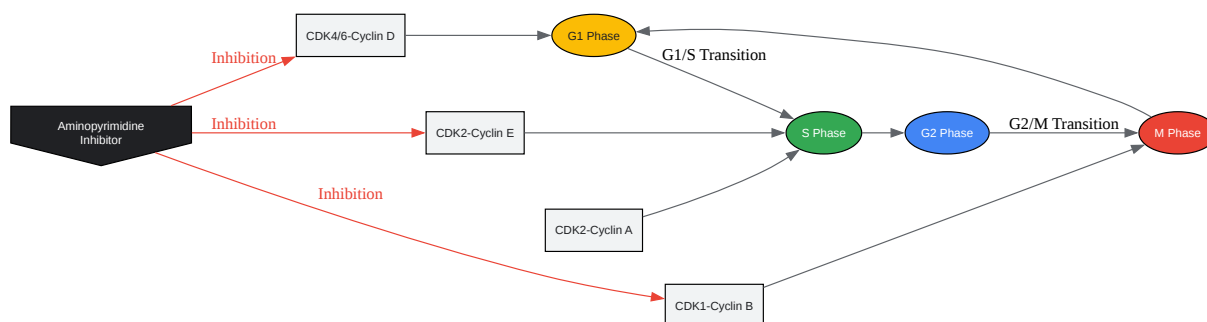 CDK4/6-Cyclin D
G1 Phase
Inhibition
G1/S Transition
Aminopyrimidine
Inhibitor
Inhibition
CDK2-Cyclin E
S Phase
G2 Phase
G2/M Transition
M Phase
Inhibition
CDK2-Cyclin A
CDK1-Cyclin B